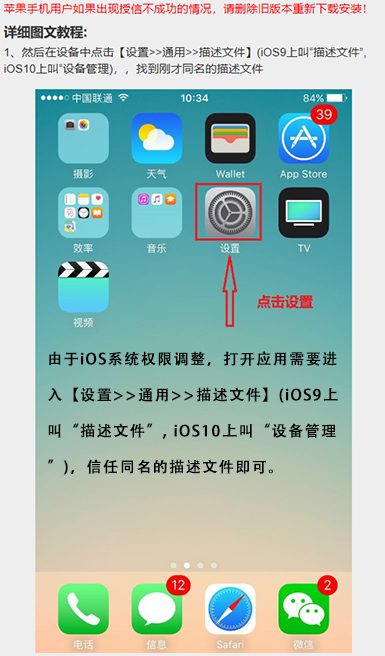 苹果手机用户如果出现授信不成功的情况，请删除旧版本重新下载安装！
详细图文教程:
1、然后在设备中点击【设置>>通用>>描述文件】(iOS9上叫“描述文件”,
iOS10上叫“设备管理)，，找到刚才同名的描述文件
中国联通 10:34 84%
39
摄影 天气 Wallet App Store
效率 音乐 设置 TV
点击设置
视频
由于iOS系统权限调整，打开应用需要进
入【设置>>通用>>描述文件】(iOS9上
叫“描述文件”, iOS10上叫“设备管理
”)，信任同名的描述文件即可。
12 2
电话 信息 Safari 微信